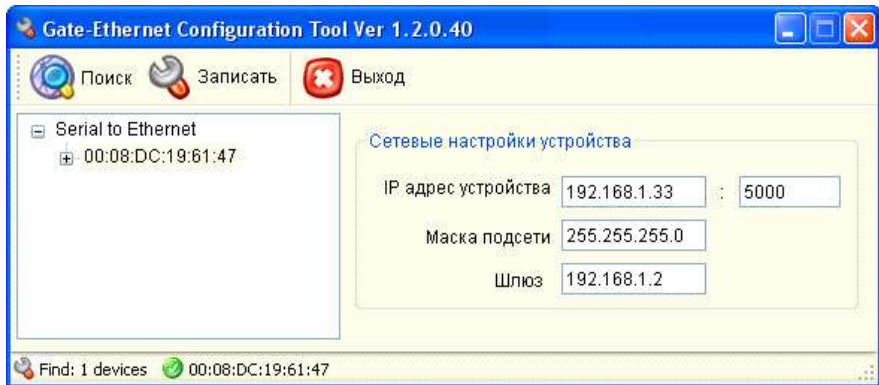 Gate-Ethernet Configuration Tool Ver 1.2.0.40
Поиск Записать Выход
Serial to Ethernet
00:08:DC:19:61:47
Сетевые настройки устройства
IP адрес устройства 192.168.1.33 : 5000
Маска подсети 255.255.255.0
Шлюз 192.168.1.2
Find: 1 devices 00:08:DC:19:61:47